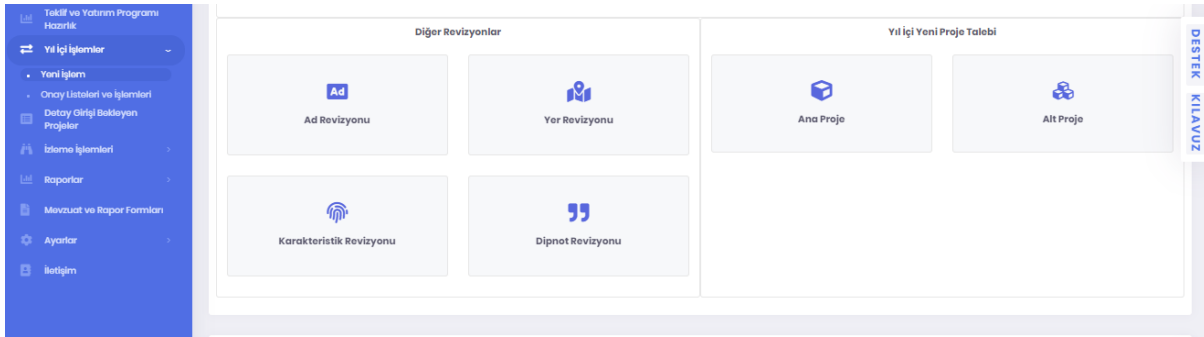 Teklif ve Yatırım Programı
Hazırlık
Yıl İçi İşlemler
Yeni İşlem
Onay Listeleri ve İşlemleri
Detay Girişi Bekleyen
Projeler
İzleme İşlemleri
Raporlar
Mevzuat ve Rapor Formları
Ayarlar
İletişim
Diğer Revizyonlar
Ad
Ad Revizyonu
Yer Revizyonu
Karakteristik Revizyonu
Dipnot Revizyonu
Yıl İçi Yeni Proje Talebi
Ana Proje
Alt Proje
DESTEK
KILAVUZ